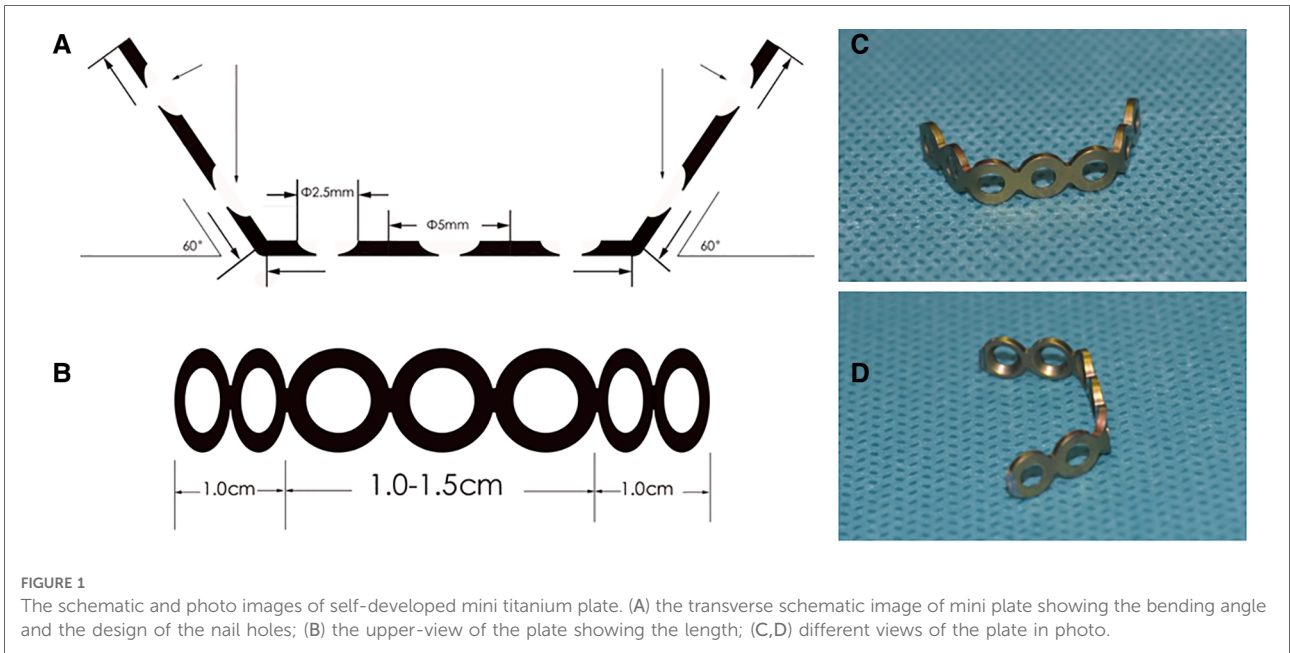 A
C
Φ2.5mm
Φ5mm
60°
60°
B
D
1.0cm
1.0-1.5cm
1.0cm
FIGURE 1
The schematic and photo images of self-developed mini titanium plate. (A) the transverse schematic image of mini plate showing the bending angle
and the design of the nail holes; (B) the upper-view of the plate showing the length; (C,D) different views of the plate in photo.